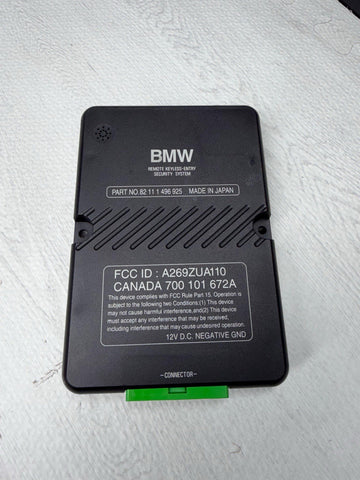 BMW
REMOTE KEYLESS-ENTRY
SECURITY SYSTEM
PART NO.82 11 1 496 925 MADE IN JAPAN
FCC ID : A269ZUA110
CANADA 700 101 672A
This device complies with FCC Rule Part 15. Operation is
subject to the following two Conditions:(1) This device
may not cause harmful interference,and(2) This device
must accept any interference that may be received,
including interference that may cause undesired operation.
12V D.C. NEGATIVE GND
-CONNECTOR-